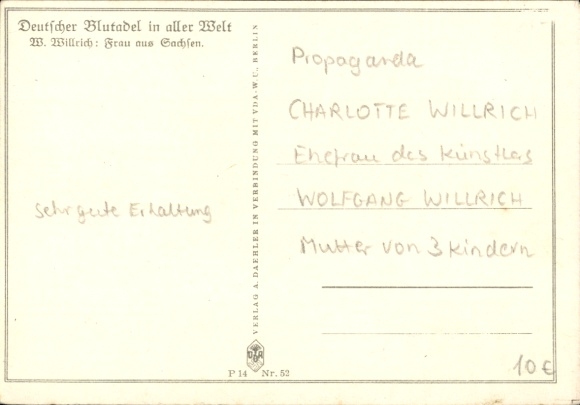 Deutscher Blutadel in aller Welt
W. Willrich: Frau aus Sachsen.
sehr gute Erhaltung
VERLAG A. DAEHLER IN VERBINDUNG MIT VDA-W.U., BERLIN
P 14 Nr. 52
Propaganda
CHARLOTTE WILLRICH
Ehefrau des Künstlers
WOLFGANG WILLRICH
Mutter von 3 Kindern
10 €